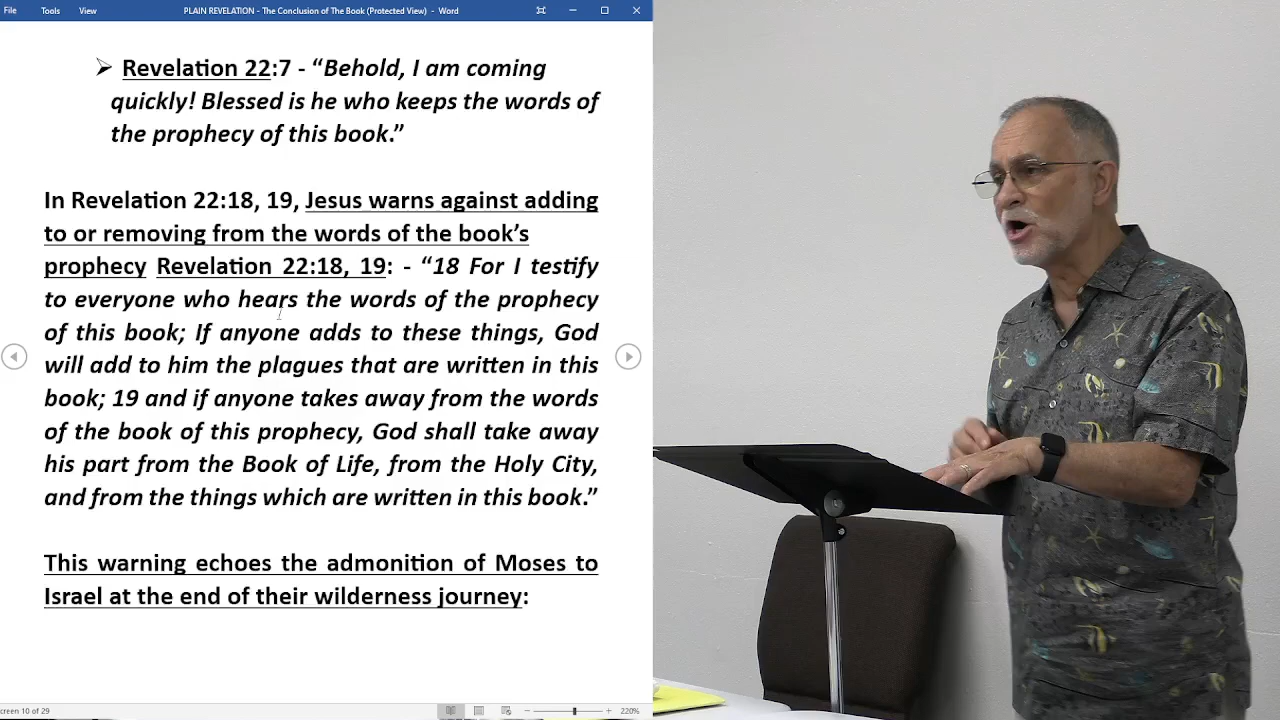 File Tools View PLAIN REVELATION - The Conclusion of The Book (Protected View) - Word
➢ Revelation 22:7 - “Behold, I am coming
quickly! Blessed is he who keeps the words of
the prophecy of this book.”
In Revelation 22:18, 19, Jesus warns against adding
to or removing from the words of the book’s
prophecy Revelation 22:18, 19: - “18 For I testify
to everyone who hears the words of the prophecy
of this book; If anyone adds to these things, God
will add to him the plagues that are written in this
book; 19 and if anyone takes away from the words
of the book of this prophecy, God shall take away
his part from the Book of Life, from the Holy City,
and from the things which are written in this book.”
This warning echoes the admonition of Moses to
Israel at the end of their wilderness journey:
creen 10 of 29 220%